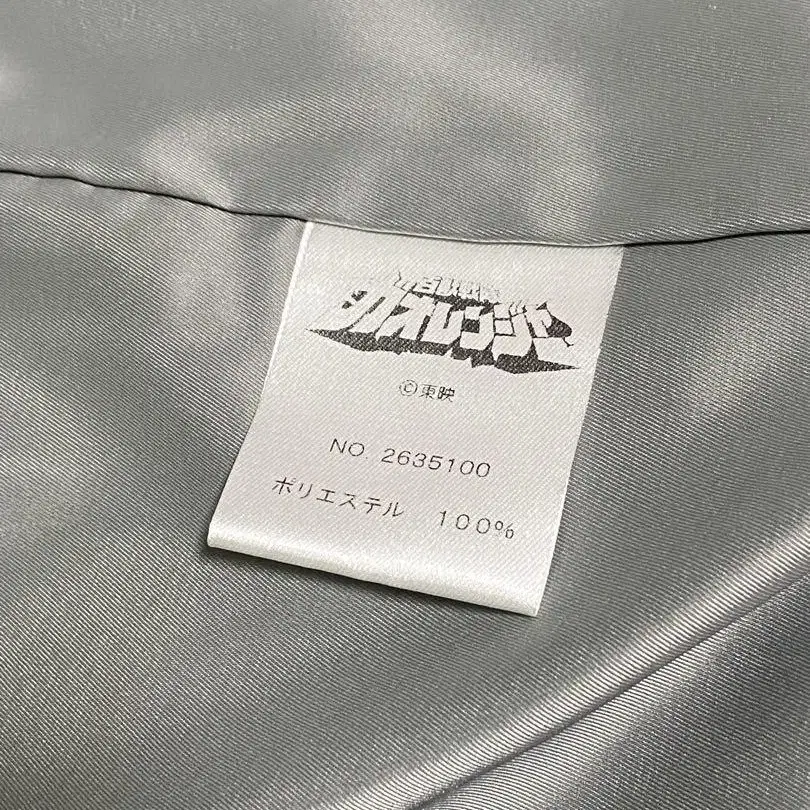 百獣戦隊
ガオレンジャー
©東映
NO. 2635100
ポリエステル 100%